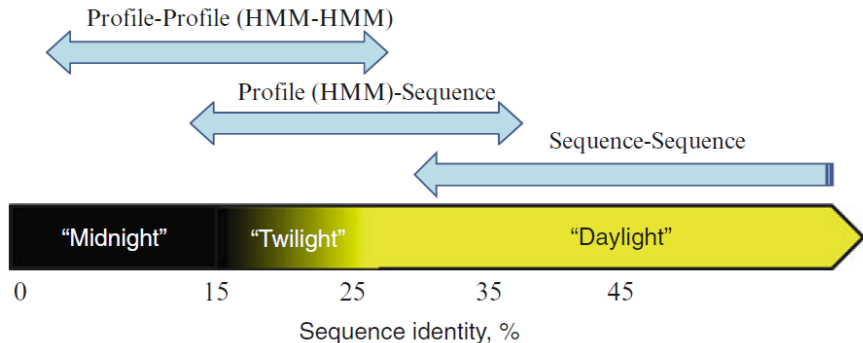 Profile-Profile (HMM-HMM)
Profile (HMM)-Sequence
Sequence-Sequence
“Midnight” “Twilight” “Daylight”
0 15 25 35 45
Sequence identity, %